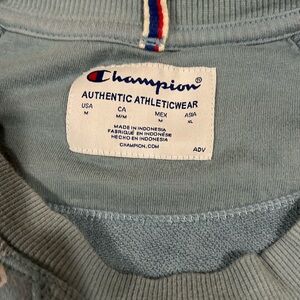 Champion®
AUTHENTIC ATHLETICWEAR
USA CA MEX ASIA
M M/M M XL
MADE IN INDONESIA
FABRIQUÉ EN INDONÉSIE
HECHO EN INDONESIA
CHAMPION.COM ADV